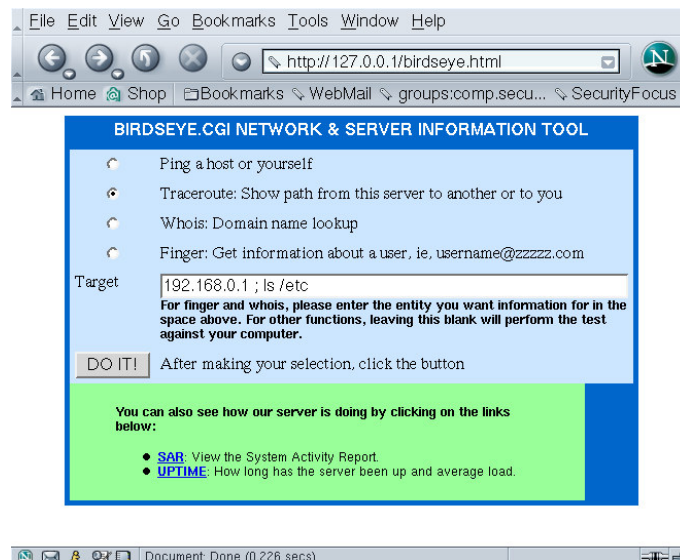 File Edit View Go Bookmarks Tools Window Help
http://127.0.0.1/birdseye.html
N
Home Shop Bookmarks WebMail groups:comp.secu... SecurityFocus
BIRDSEYE.CGI NETWORK & SERVER INFORMATION TOOL
Ping a host or yourself
Traceroute: Show path from this server to another or to you
Whois: Domain name lookup
Finger: Get information about a user, ie, username@zzzzz.com
Target 192.168.0.1 ; ls /etc
For finger and whois, please enter the entity you want information for in the
space above. For other functions, leaving this blank will perform the test
against your computer.
DO IT! After making your selection, click the button
You can also see how our server is doing by clicking on the links
below:
SAR: View the System Activity Report.
UPTIME: How long has the server been up and average load.
Document: Done (0.226 secs)